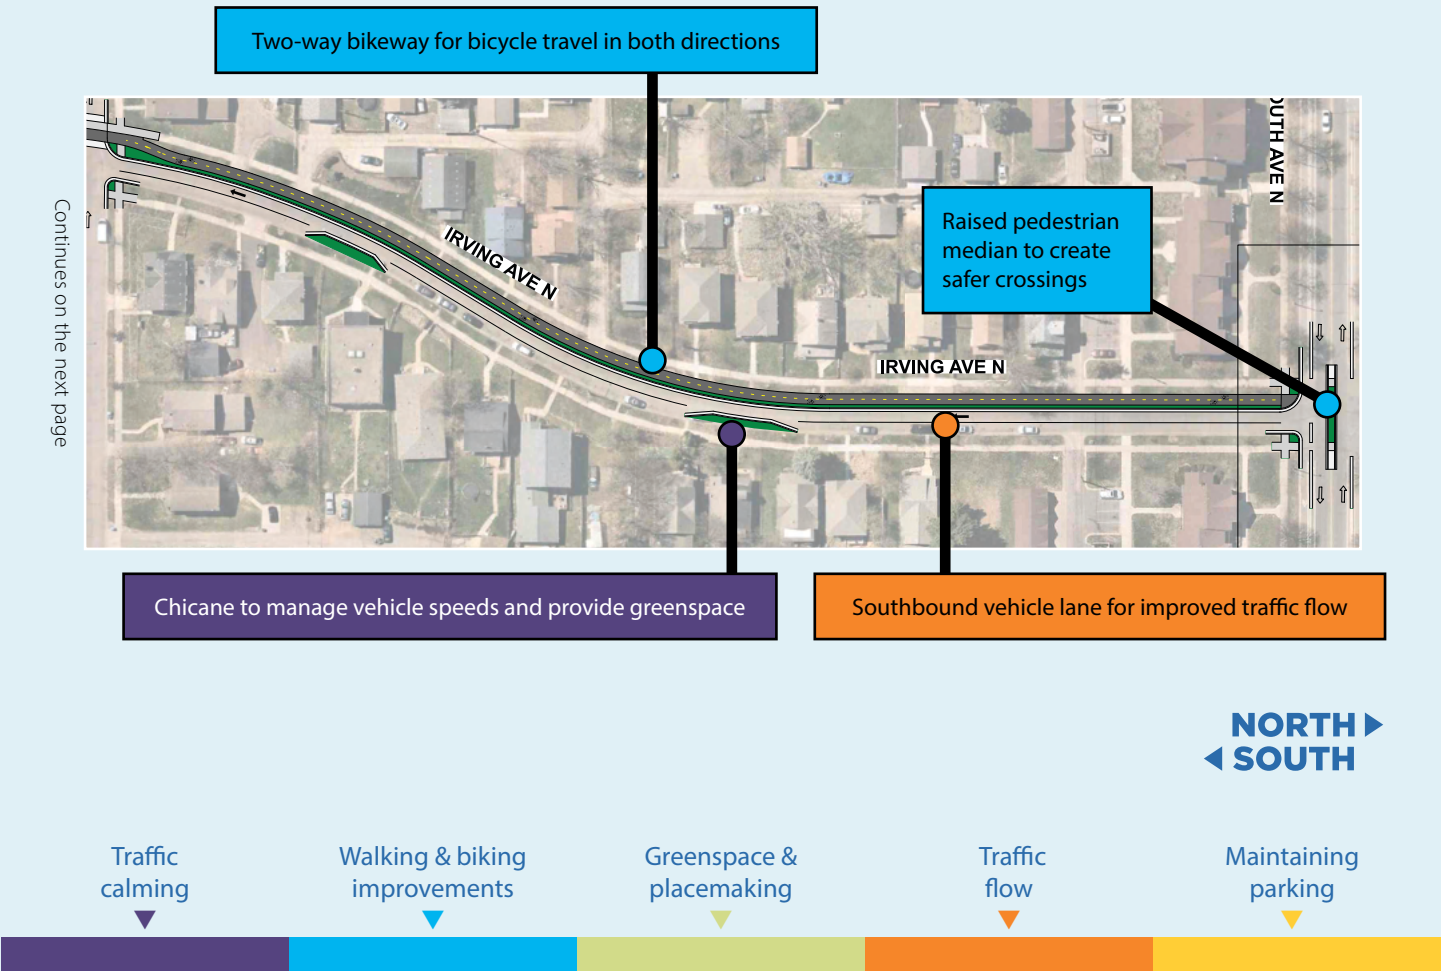 Two-way bikeway for bicycle travel in both directions
OUTH AVE N
Raised pedestrian
median to create
safer crossings
Continues on the next page
IRVING AVE N
IRVING AVE N
Chicane to manage vehicle speeds and provide greenspace
Southbound vehicle lane for improved traffic flow
NORTH
SOUTH
Traffic
calming
Walking & biking
improvements
Greenspace &
placemaking
Traffic
flow
Maintaining
parking